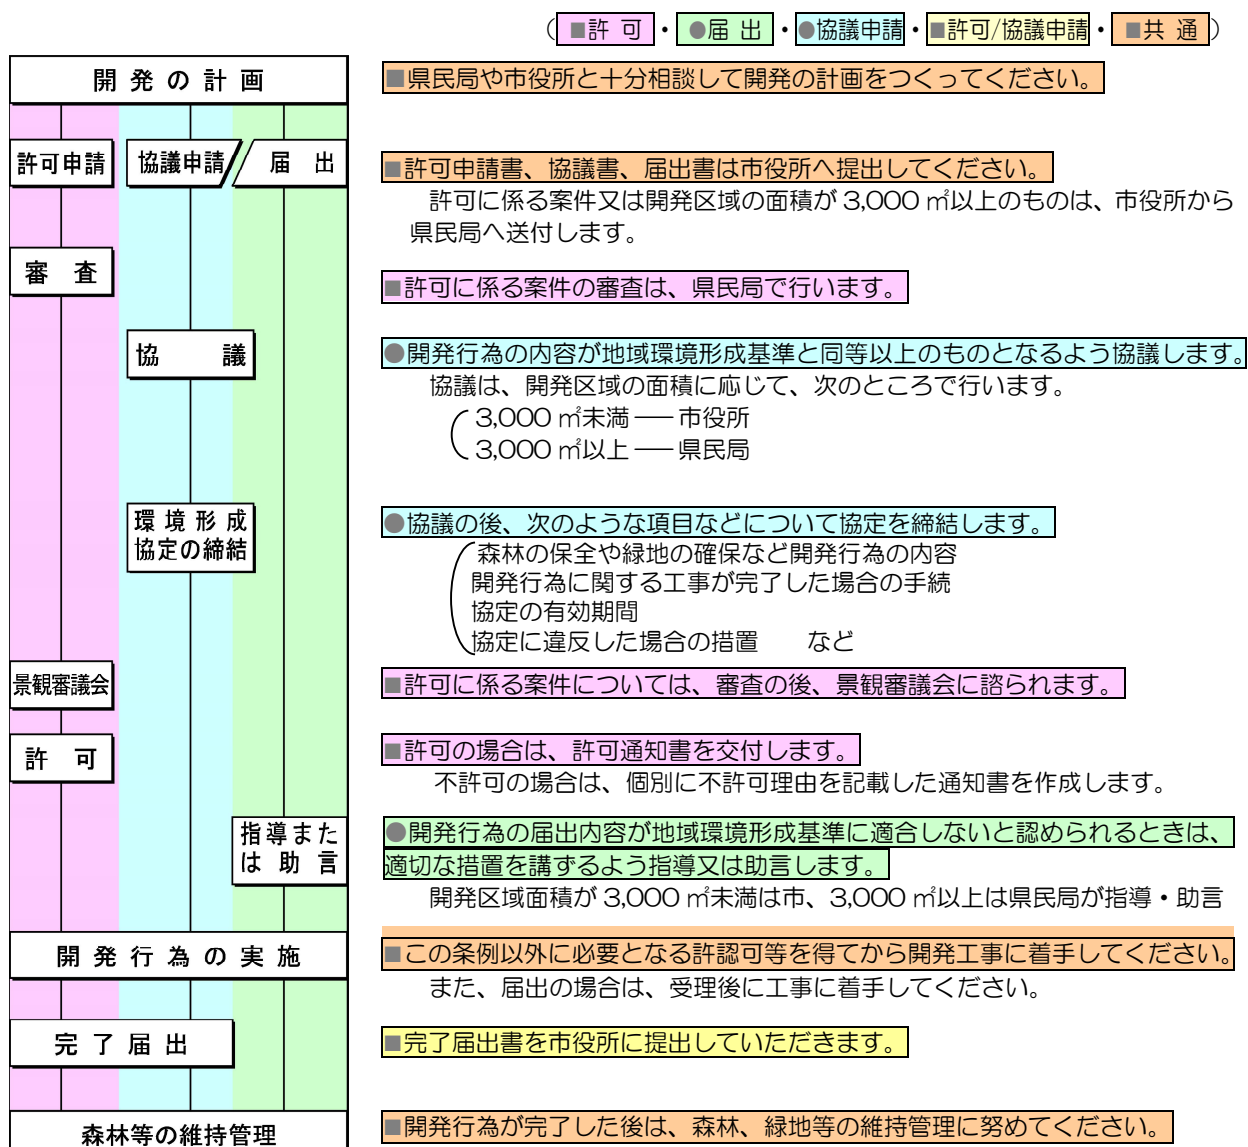 （■許 可・●届 出・●協議申請・■許可/協議申請・■共 通）
開 発 の 計 画
■県民局や市役所と十分相談して開発の計画をつくってください。
許可申請
協議申請
届 出
■許可申請書、協議書、届出書は市役所へ提出してください。
許可に係る案件又は開発区域の面積が 3,000 ㎡以上のものは、市役所から
県民局へ送付します。
審 査
■許可に係る案件の審査は、県民局で行います。
協 議
●開発行為の内容が地域環境形成基準と同等以上のものとなるよう協議します。
協議は、開発区域の面積に応じて、次のところで行います。
3,000 ㎡未満 ── 市役所
3,000 ㎡以上 ── 県民局
環 境 形 成
協定の締結
●協議の後、次のような項目などについて協定を締結します。
森林の保全や緑地の確保など開発行為の内容
開発行為に関する工事が完了した場合の手続
協定の有効期間
協定に違反した場合の措置 など
景観審議会
■許可に係る案件については、審査の後、景観審議会に諮られます。
許 可
■許可の場合は、許可通知書を交付します。
不許可の場合は、個別に不許可理由を記載した通知書を作成します。
指導また
は 助 言
●開発行為の届出内容が地域環境形成基準に適合しないと認められるときは、
適切な措置を講ずるよう指導又は助言します。
開発区域面積が 3,000 ㎡未満は市、3,000 ㎡以上は県民局が指導・助言
開 発 行 為 の 実 施
■この条例以外に必要となる許認可等を得てから開発工事に着手してください。
また、届出の場合は、受理後に工事に着手してください。
完 了 届 出
■完了届出書を市役所に提出していただきます。
森林等の維持管理
■開発行為が完了した後は、森林、緑地等の維持管理に努めてください。